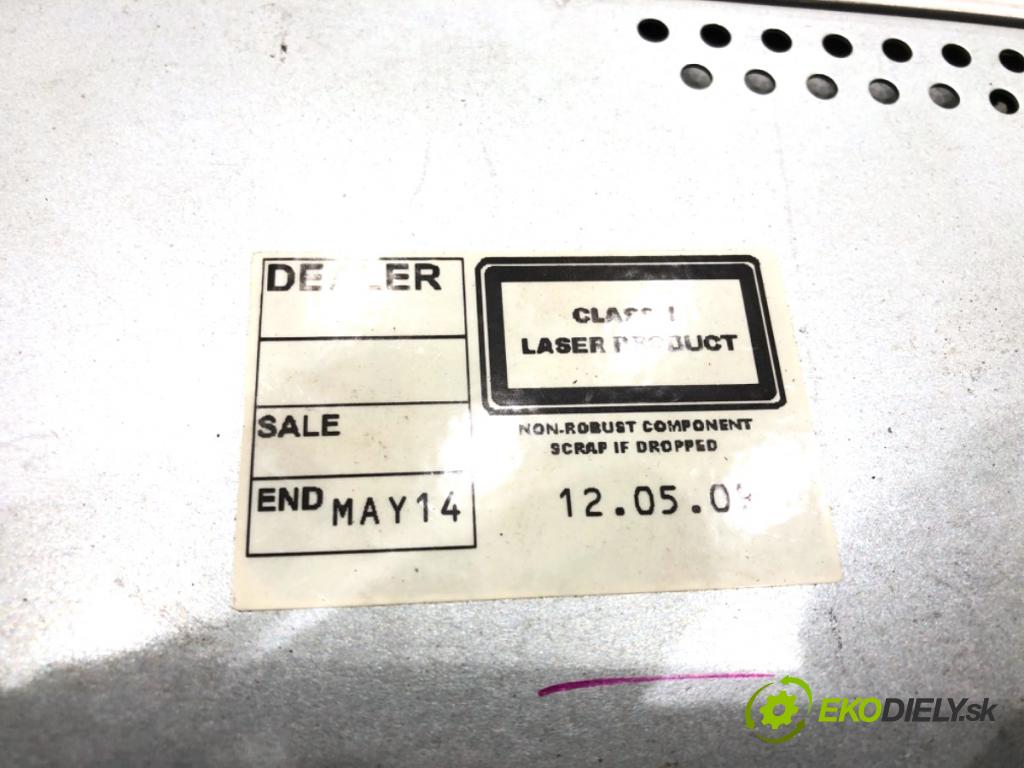 DEALER
SALE
END MAY14
CLASS 1
LASER PRODUCT
NON-ROBUST COMPONENT
SCRAP IF DROPPED
EKODIELY.sk